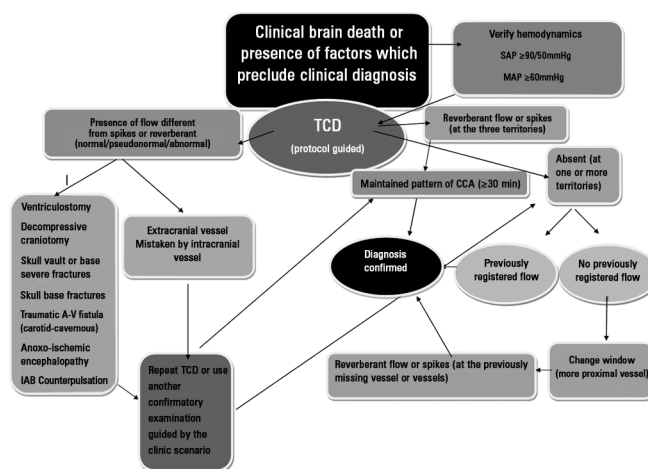 Clinical brain death or
presence of factors which
preclude clinical diagnosis
Verify hemodynamics
SAP ≥90/50mmHg
MAP ≥60mmHg
Presence of flow different
from spikes or reverberant
(normal/pseudonormal/abnormal)
TCD
(protocol guided)
Reverberant flow or spikes
(at the three territories)
Absent (at
one or more
territories)
Maintained pattern of CCA (≥30 min)
Ventriculostomy
Decompressive
craniotomy
Skull vault or base
severe fractures
Skull base fractures
Traumatic A-V fistula
(carotid-cavernous)
Anoxo-ischemic
encephalopathy
IAB Counterpulsation
Extracranial vessel
Mistaken by intracranial
vessel
Diagnosis
confirmed
Previously
registered flow
No previously
registered flow
Repeat TCD or use
another
confirmatory
examination
guided by the
clinic scenario
Reverberant flow or spikes (at the previously
missing vessel or vessels)
Change window
(more proximal vessel)